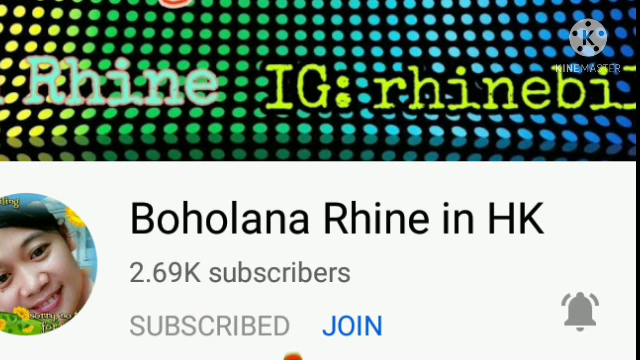 Rhine IG: rhinebi
KINEMASTER
Boholana Rhine in HK
2.69K subscribers
SUBSCRIBED JOIN